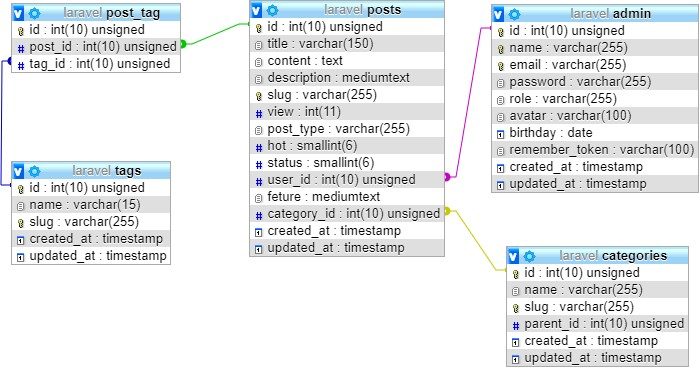 laravel post_tag
id : int(10) unsigned
post_id : int(10) unsigned
tag_id : int(10) unsigned
laravel tags
id : int(10) unsigned
name : varchar(15)
slug : varchar(255)
created_at : timestamp
updated_at : timestamp
laravel posts
id : int(10) unsigned
title : varchar(150)
content : text
description : mediumtext
slug : varchar(255)
view : int(11)
post_type : varchar(255)
hot : smallint(6)
status : smallint(6)
user_id : int(10) unsigned
feture : mediumtext
category_id : int(10) unsigned
created_at : timestamp
updated_at : timestamp
laravel admin
id : int(10) unsigned
name : varchar(255)
email : varchar(255)
password : varchar(255)
role : varchar(255)
avatar : varchar(100)
birthday : date
remember_token : varchar(100)
created_at : timestamp
updated_at : timestamp
laravel categories
id : int(10) unsigned
name : varchar(255)
slug : varchar(255)
parent_id : int(10) unsigned
created_at : timestamp
updated_at : timestamp